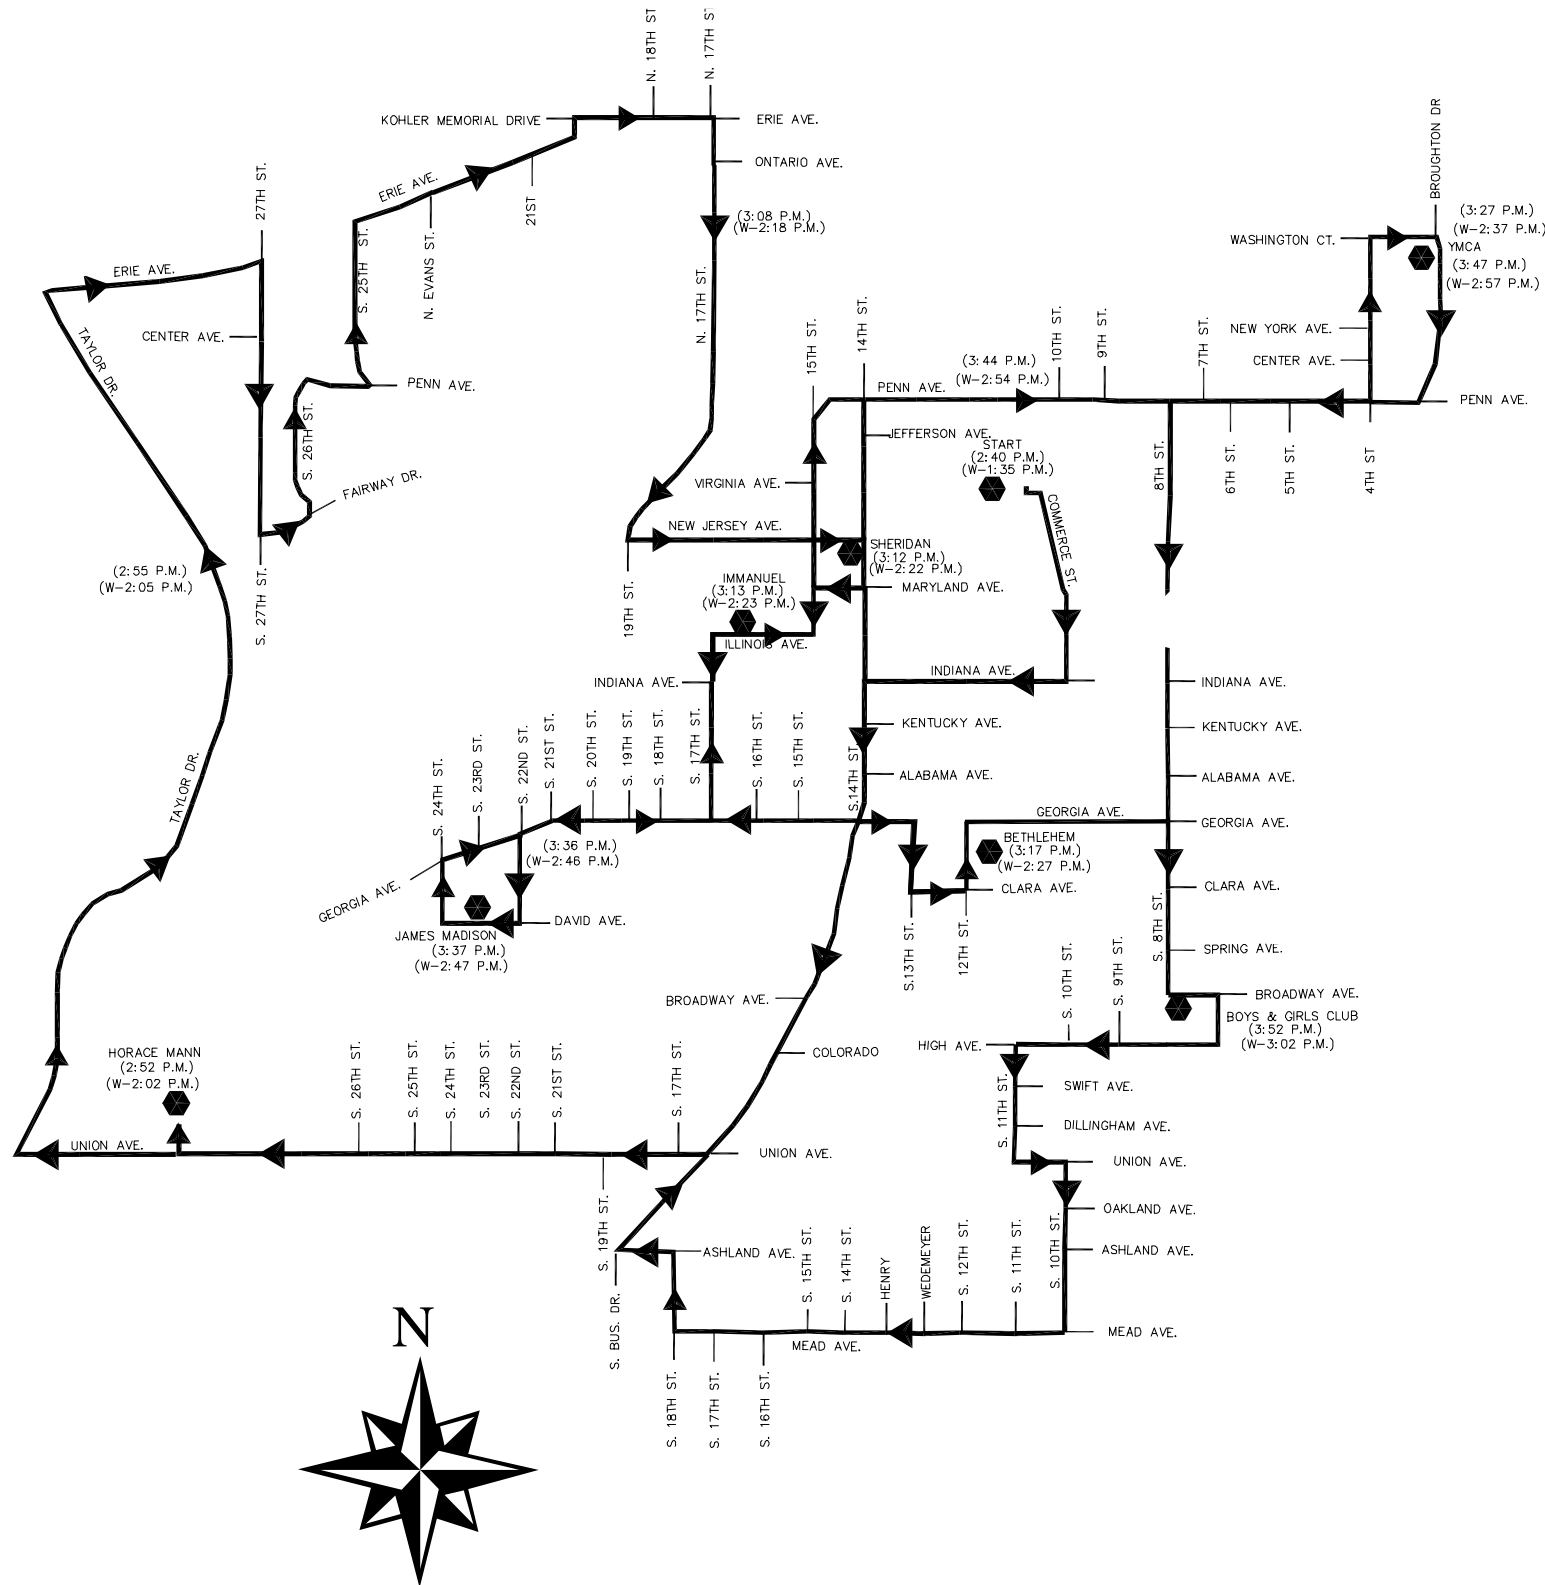 N. 18TH ST
N. 17TH ST
KOHLER MEMORIAL DRIVE
ERIE AVE.
ONTARIO AVE.
BROUGHTON DR
27TH ST.
ERIE AVE.
21ST
N. EVANS ST.
S. 25TH ST.
(3:08 P.M.)
(W-2:18 P.M.)
N. 17TH ST.
(3:27 P.M.)
(W-2:37 P.M.)
YMCA
(3:47 P.M.)
(W-2:57 P.M.)
WASHINGTON CT.
NEW YORK AVE.
CENTER AVE.
ERIE AVE.
TAYLOR DR.
CENTER AVE.
PENN AVE.
S. 26TH ST.
FAIRWAY DR.
15TH ST.
14TH ST.
PENN AVE.
(3:44 P.M.)
(W-2:54 P.M.)
10TH ST.
9TH ST.
7TH ST.
PENN AVE.
8TH ST.
6TH ST.
5TH ST.
4TH ST
JEFFERSON AVE.
START
(2:40 P.M.)
(W-1:35 P.M.)
COMMERCE ST.
VIRGINIA AVE.
NEW JERSEY AVE.
SHERIDAN
(3:12 P.M.)
(W-2:22 P.M.)
MARYLAND AVE.
(2:55 P.M.)
(W-2:05 P.M.)
S. 27TH ST.
19TH ST.
IMMANUEL
(3:13 P.M.)
(W-2:23 P.M.)
ILLINOIS AVE.
INDIANA AVE.
INDIANA AVE.
INDIANA AVE.
KENTUCKY AVE.
KENTUCKY AVE.
ALABAMA AVE.
ALABAMA AVE.
TAYLOR DR.
S. 24TH ST.
S. 23RD ST.
S. 22ND ST.
S. 21ST ST.
S. 20TH ST.
S. 19TH ST.
S. 18TH ST.
S. 17TH ST.
S. 16TH ST.
S. 15TH ST.
S.14TH ST.
GEORGIA AVE.
GEORGIA AVE.
BETHLEHEM
(3:17 P.M.)
(W-2:27 P.M.)
CLARA AVE.
CLARA AVE.
(3:36 P.M.)
(W-2:46 P.M.)
GEORGIA AVE.
DAVID AVE.
JAMES MADISON
(3:37 P.M.)
(W-2:47 P.M.)
S.13TH ST.
12TH ST.
S. 8TH ST.
SPRING AVE.
BROADWAY AVE.
BROADWAY AVE.
BOYS & GIRLS CLUB
(3:52 P.M.)
(W-3:02 P.M.)
S. 10TH ST.
S. 9TH ST.
HIGH AVE.
COLORADO
HORACE MANN
(2:52 P.M.)
(W-2:02 P.M.)
S. 26TH ST.
S. 25TH ST.
S. 24TH ST.
S. 23RD ST.
S. 22ND ST.
S. 21ST ST.
S. 17TH ST.
SWIFT AVE.
S. 11TH ST.
DILLINGHAM AVE.
UNION AVE.
UNION AVE.
UNION AVE.
OAKLAND AVE.
S. 19TH ST.
ASHLAND AVE.
S. 15TH ST.
S. 14TH ST.
HENRY
WEDEMEYER
S. 12TH ST.
S. 11TH ST.
S. 10TH ST.
ASHLAND AVE.
S. BUS. DR.
MEAD AVE.
MEAD AVE.
S. 18TH ST.
S. 17TH ST.
S. 16TH ST.
N